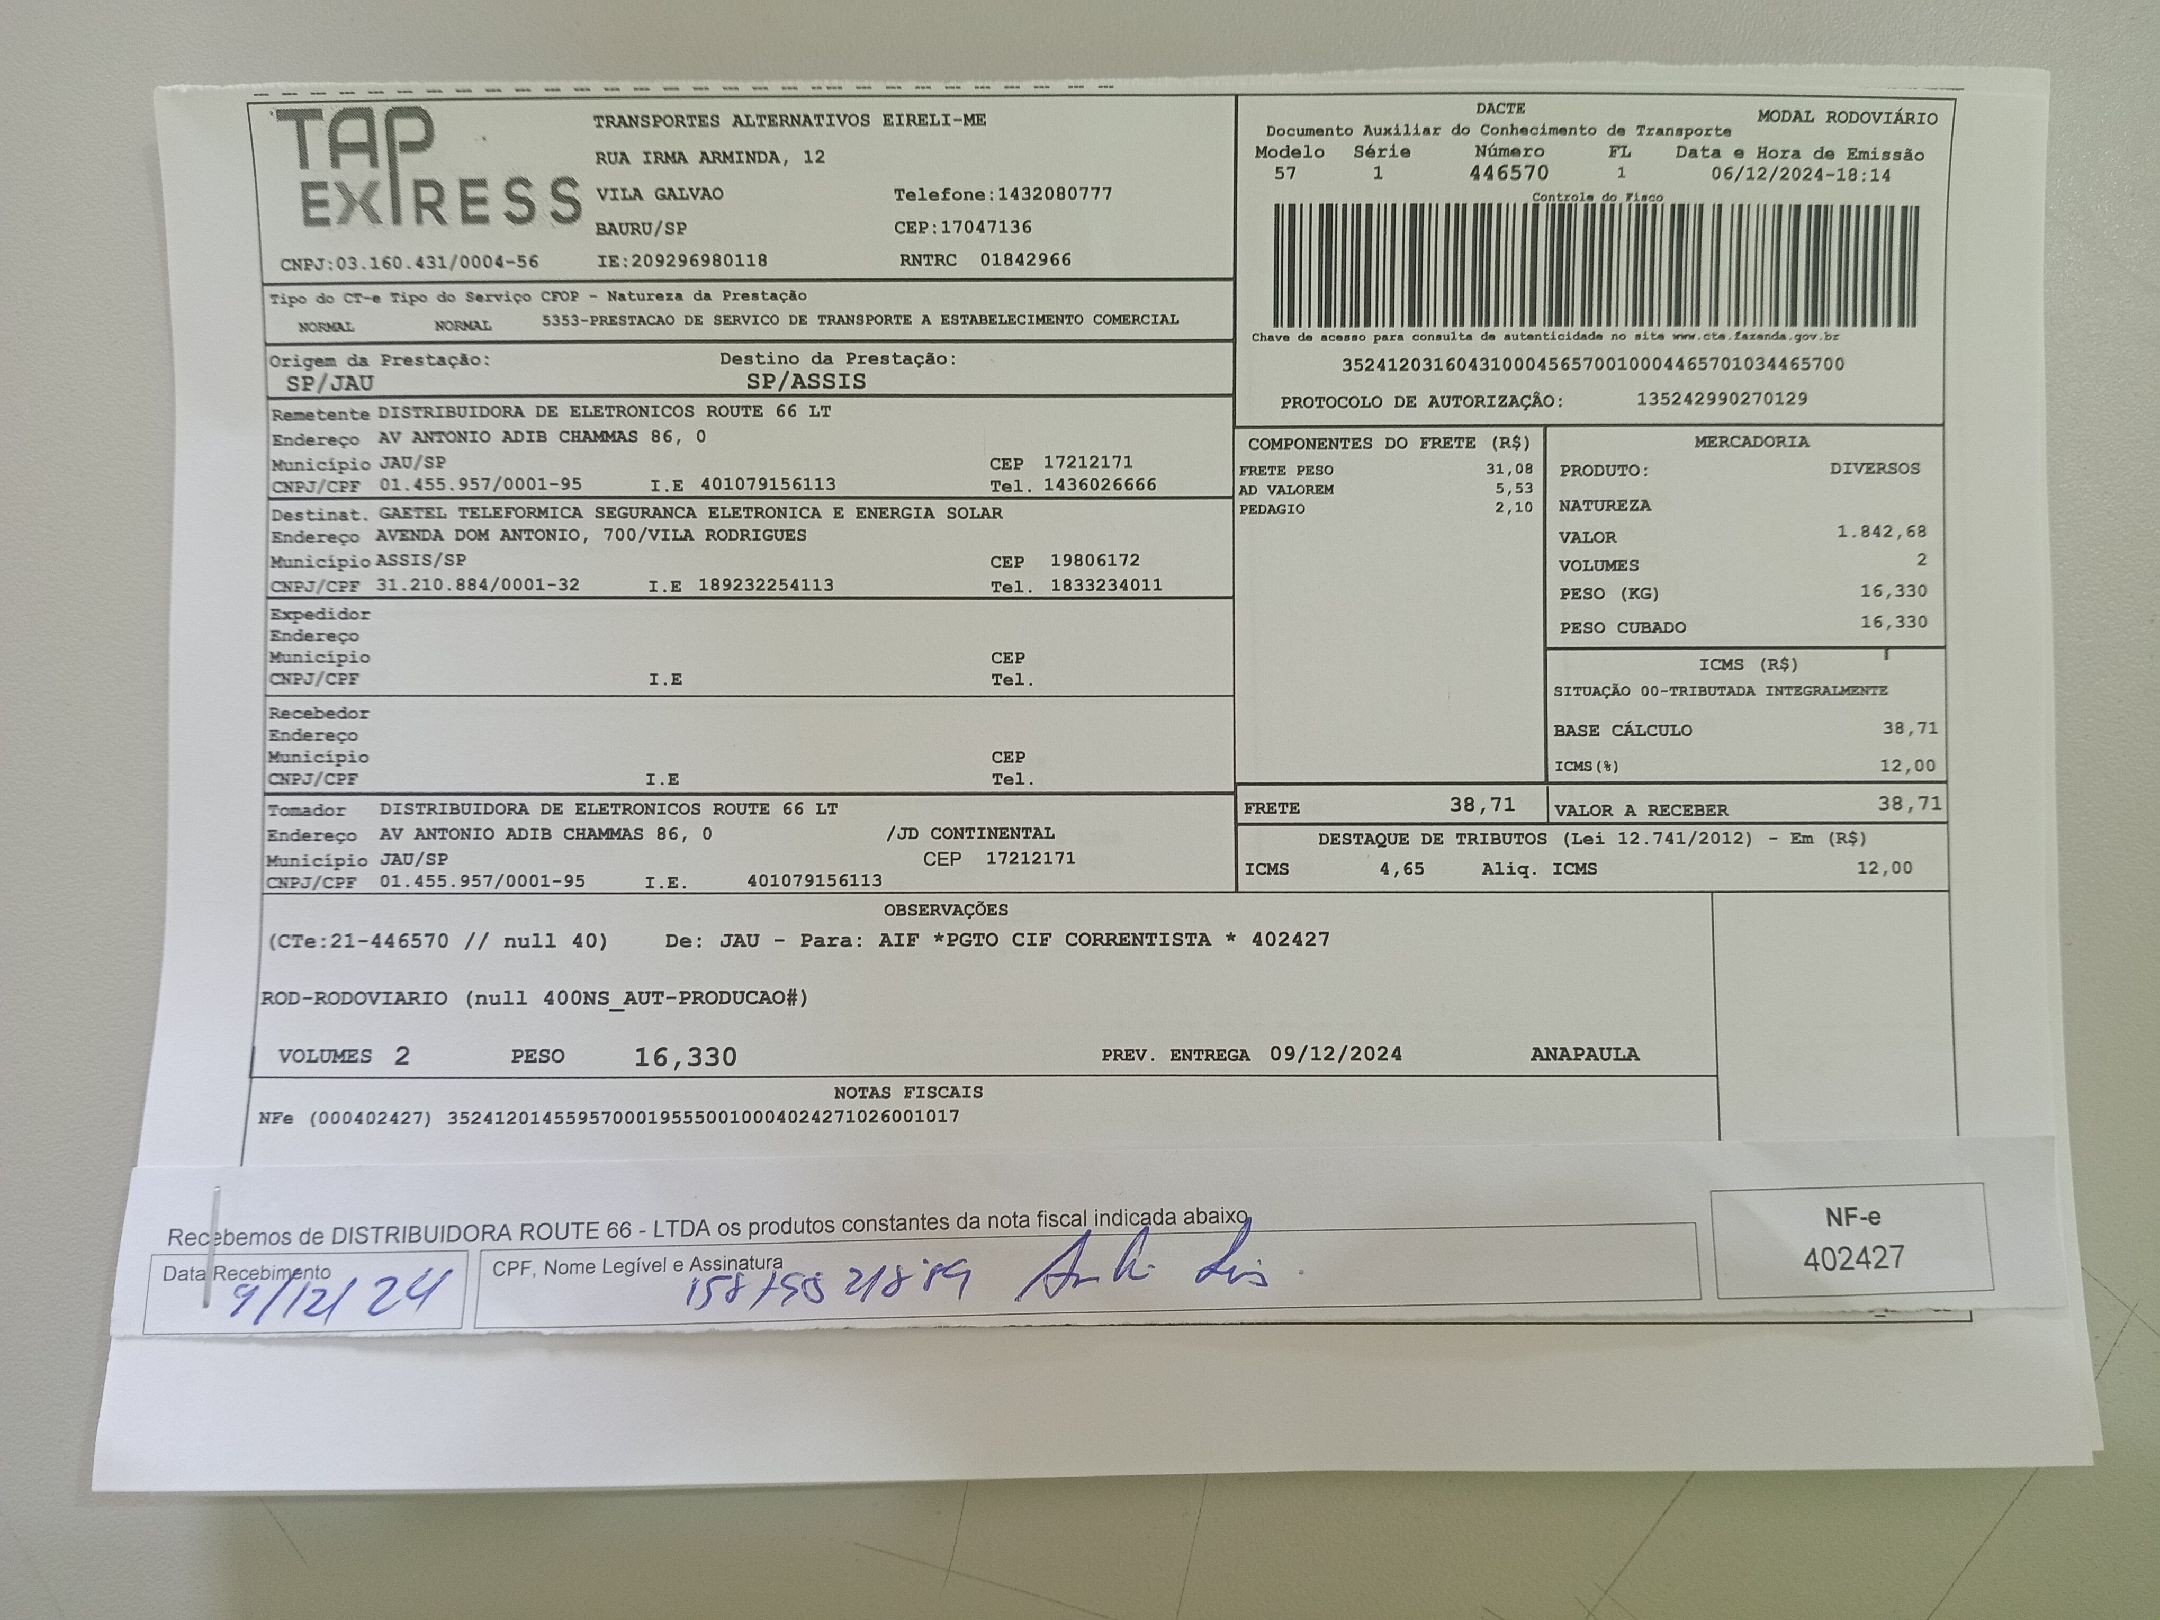 TAP EXPRESS
TRANSPORTES ALTERNATIVOS EIRELI-ME
RUA IRMA ARMINDA, 12
VILA GALVAO Telefone:1432080777
BAURU/SP CEP:17047136
CNPJ:03.160.431/0004-56 IE:209296980118 RNTRC 01842966
DACTE MODAL RODOVIÁRIO
Documento Auxiliar do Conhecimento de Transporte
Modelo Série Número FL Data e Hora de Emissão
57 1 446570 1 06/12/2024-18:14
Controle do Fisco
Chave de acesso para consulta de autenticidade no site www.cte.fazenda.gov.br
35241203160431000456570010004465701034465700
PROTOCOLO DE AUTORIZAÇÃO: 135242990270129
Tipo do CT-e Tipo do Serviço CFOP - Natureza da Prestação
NORMAL NORMAL 5353-PRESTACAO DE SERVICO DE TRANSPORTE A ESTABELECIMENTO COMERCIAL
Origem da Prestação: Destino da Prestação:
SP/JAU SP/ASSIS
Remetente DISTRIBUIDORA DE ELETRONICOS ROUTE 66 LT
Endereço AV ANTONIO ADIB CHAMMAS 86, 0
Município JAU/SP CEP 17212171
CNPJ/CPF 01.455.957/0001-95 I.E 401079156113 Tel. 1436026666
Destinat. GAETEL TELEFORMICA SEGURANCA ELETRONICA E ENERGIA SOLAR
Endereço AVENDA DOM ANTONIO, 700/VILA RODRIGUES
Município ASSIS/SP CEP 19806172
CNPJ/CPF 31.210.884/0001-32 I.E 189232254113 Tel. 1833234011
Expedidor
Endereço
Município CEP
CNPJ/CPF I.E Tel.
Recebedor
Endereço
Município CEP
CNPJ/CPF I.E Tel.
Tomador DISTRIBUIDORA DE ELETRONICOS ROUTE 66 LT
Endereço AV ANTONIO ADIB CHAMMAS 86, 0 /JD CONTINENTAL
Município JAU/SP CEP 17212171
CNPJ/CPF 01.455.957/0001-95 I.E. 401079156113
COMPONENTES DO FRETE (R$)
FRETE PESO 31,08
AD VALOREM 5,53
PEDAGIO 2,10
MERCADORIA
PRODUTO: DIVERSOS
NATUREZA
VALOR 1.842,68
VOLUMES 2
PESO (KG) 16,330
PESO CUBADO 16,330
ICMS (R$)
SITUAÇÃO 00-TRIBUTADA INTEGRALMENTE
BASE CÁLCULO 38,71
ICMS(%) 12,00
FRETE 38,71 VALOR A RECEBER 38,71
DESTAQUE DE TRIBUTOS (Lei 12.741/2012) - Em (R$)
ICMS 4,65 Aliq. ICMS 12,00
OBSERVAÇÕES
(CTe:21-446570 // null 40) De: JAU - Para: AIF *PGTO CIF CORRENTISTA * 402427
ROD-RODOVIARIO (null 400NS_AUT-PRODUCAO#)
VOLUMES 2 PESO 16,330 PREV. ENTREGA 09/12/2024 ANAPAULA
NOTAS FISCAIS
NFe (000402427) 35241201455957000195550010004024271026001017
Recebemos de DISTRIBUIDORA ROUTE 66 - LTDA os produtos constantes da nota fiscal indicada abaixo
Data Recebimento CPF, Nome Legível e Assinatura
9/12/24
NF-e
402427